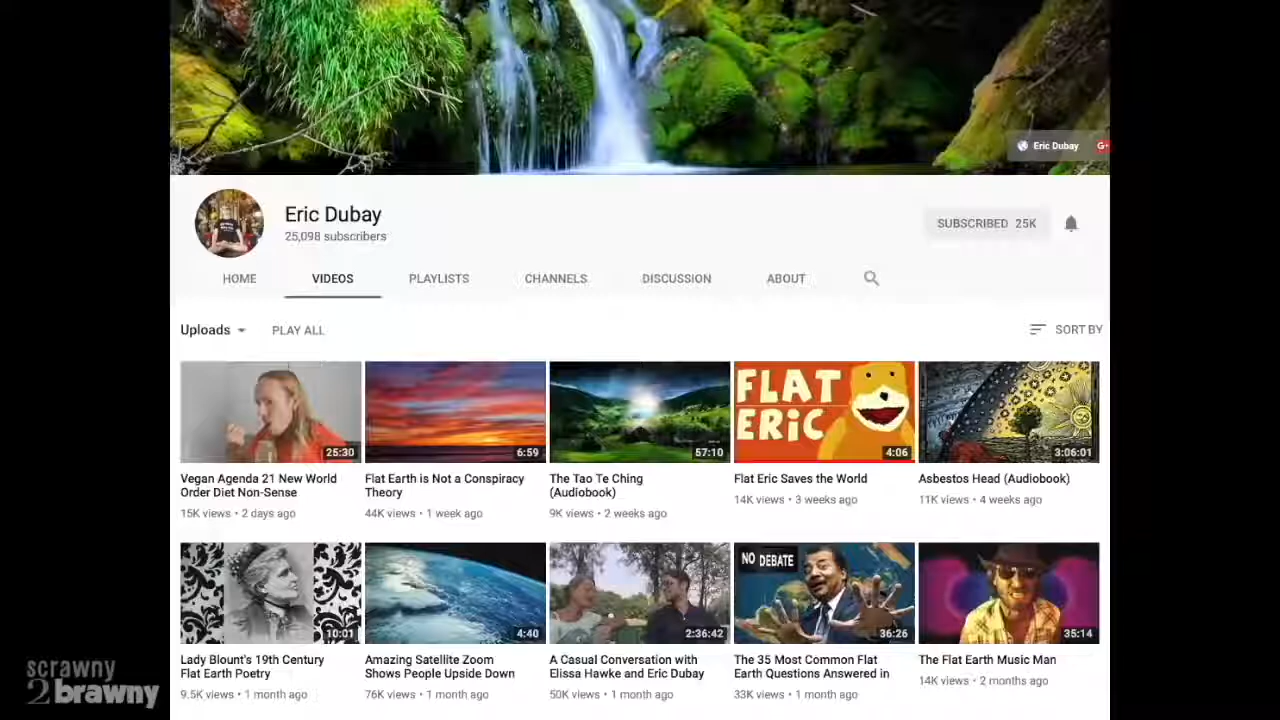 Eric Dubay
G+
Eric Dubay
25,098 subscribers
SUBSCRIBED 25K
HOME
VIDEOS
PLAYLISTS
CHANNELS
DISCUSSION
ABOUT
Uploads
PLAY ALL
SORT BY
25:30
6:59
57:10
FLAT
ERiC
4:06
3:06:01
Vegan Agenda 21 New World
Order Diet Non-Sense
15K views • 2 days ago
Flat Earth is Not a Conspiracy
Theory
44K views • 1 week ago
The Tao Te Ching
(Audiobook)
9K views • 2 weeks ago
Flat Eric Saves the World
14K views • 3 weeks ago
Asbestos Head (Audiobook)
11K views • 4 weeks ago
10:01
4:40
2:36:42
NO DEBATE
36:26
35:14
Lady Blount's 19th Century
Flat Earth Poetry
9.5K views • 1 month ago
Amazing Satellite Zoom
Shows People Upside Down
76K views • 1 month ago
A Casual Conversation with
Elissa Hawke and Eric Dubay
50K views • 1 month ago
The 35 Most Common Flat
Earth Questions Answered in
33K views • 1 month ago
The Flat Earth Music Man
14K views • 2 months ago
scrawny
2brawny